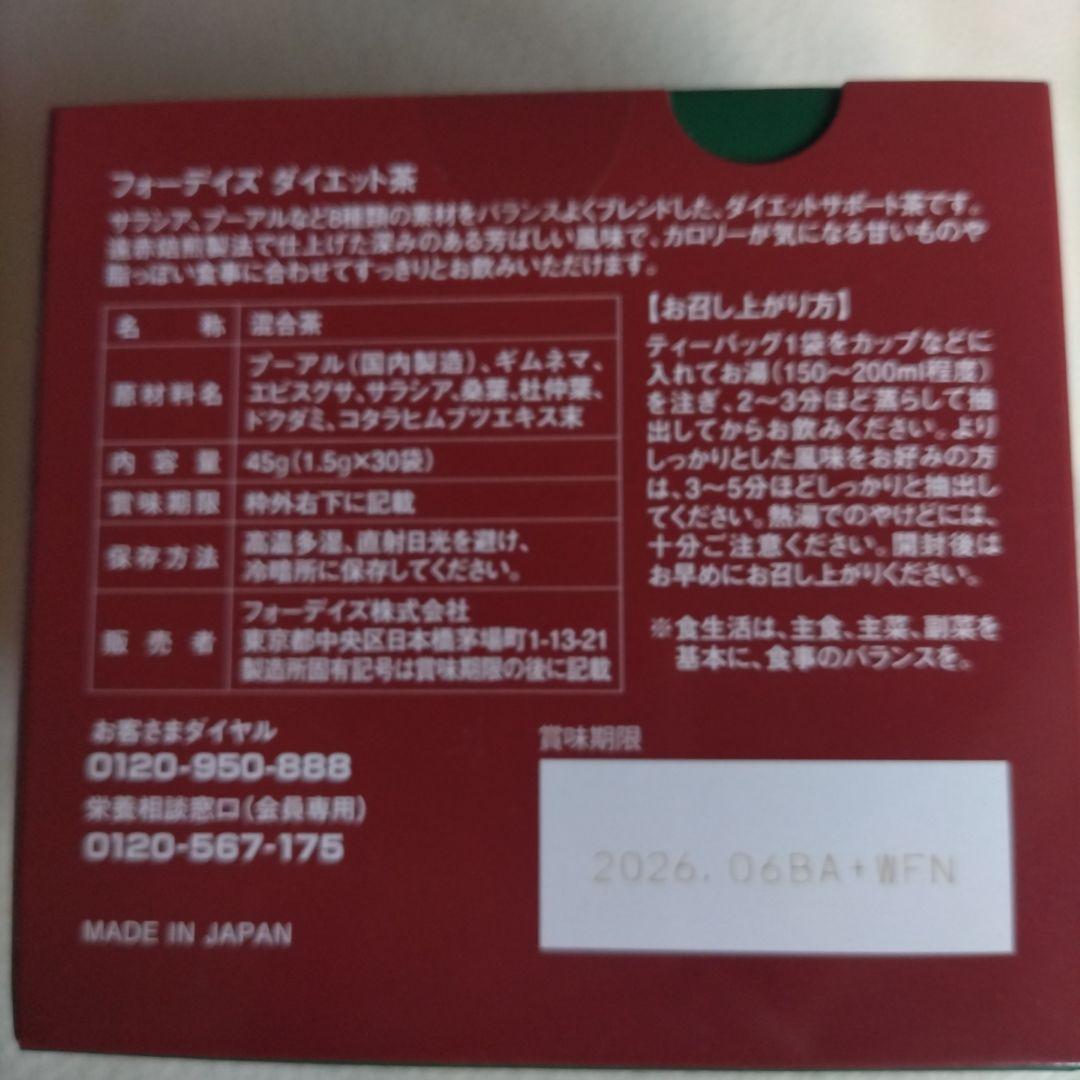 フォーデイズ ダイエット茶
サラシア、プーアルなど8種類の素材をバランスよくブレンドした、ダイエットサポート茶です。
遠赤焙煎製法で仕上げた深みのある芳ばしい風味で、カロリーが気になる甘いものや
脂っぽい食事に合わせてすっきりとお飲みいただけます。
名称 混合茶
原材料名 プーアル(国内製造)、ギムネマ、
エビスグサ、サラシア、桑葉、杜仲葉、
ドクダミ、コタラヒムブツエキス末
内容量 45g(1.5g×30袋)
賞味期限 枠外右下に記載
保存方法 高温多湿、直射日光を避け、
冷暗所に保存してください。
販売者 フォーデイズ株式会社
東京都中央区日本橋茅場町1-13-21
製造所固有記号は賞味期限の後に記載
【お召し上がり方】
ティーバッグ1袋をカップなどに
入れてお湯(150〜200ml程度)
を注ぎ、2〜3分ほど蒸らして抽
出してからお飲みください。より
しっかりとした風味をお好みの方
は、3〜5分ほどしっかりと抽出し
てください。熱湯でのやけどには、
十分ご注意ください。開封後は
お早めにお召し上がりください。
※食生活は、主食、主菜、副菜を
基本に、食事のバランスを。
お客さまダイヤル
0120-950-888
栄養相談窓口(会員専用)
0120-567-175
MADE IN JAPAN
賞味期限
2026.06BA+WFN